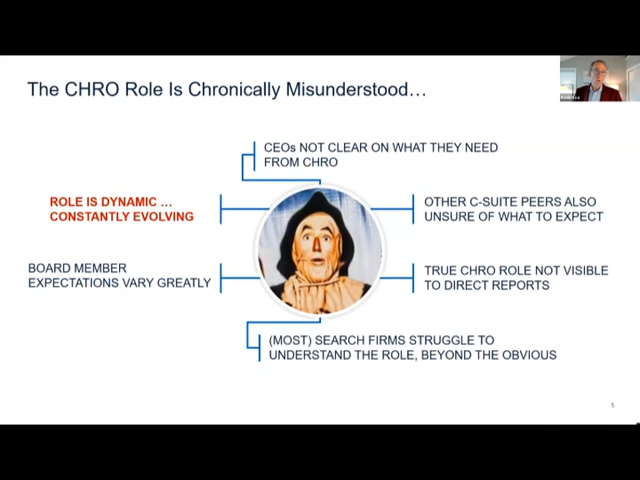 The CHRO Role Is Chronically Misunderstood…
CEOs NOT CLEAR ON WHAT THEY NEED
FROM CHRO
ROLE IS DYNAMIC …
CONSTANTLY EVOLVING
OTHER C-SUITE PEERS ALSO
UNSURE OF WHAT TO EXPECT
BOARD MEMBER
EXPECTATIONS VARY GREATLY
TRUE CHRO ROLE NOT VISIBLE
TO DIRECT REPORTS
(MOST) SEARCH FIRMS STRUGGLE TO
UNDERSTAND THE ROLE, BEYOND THE OBVIOUS
5